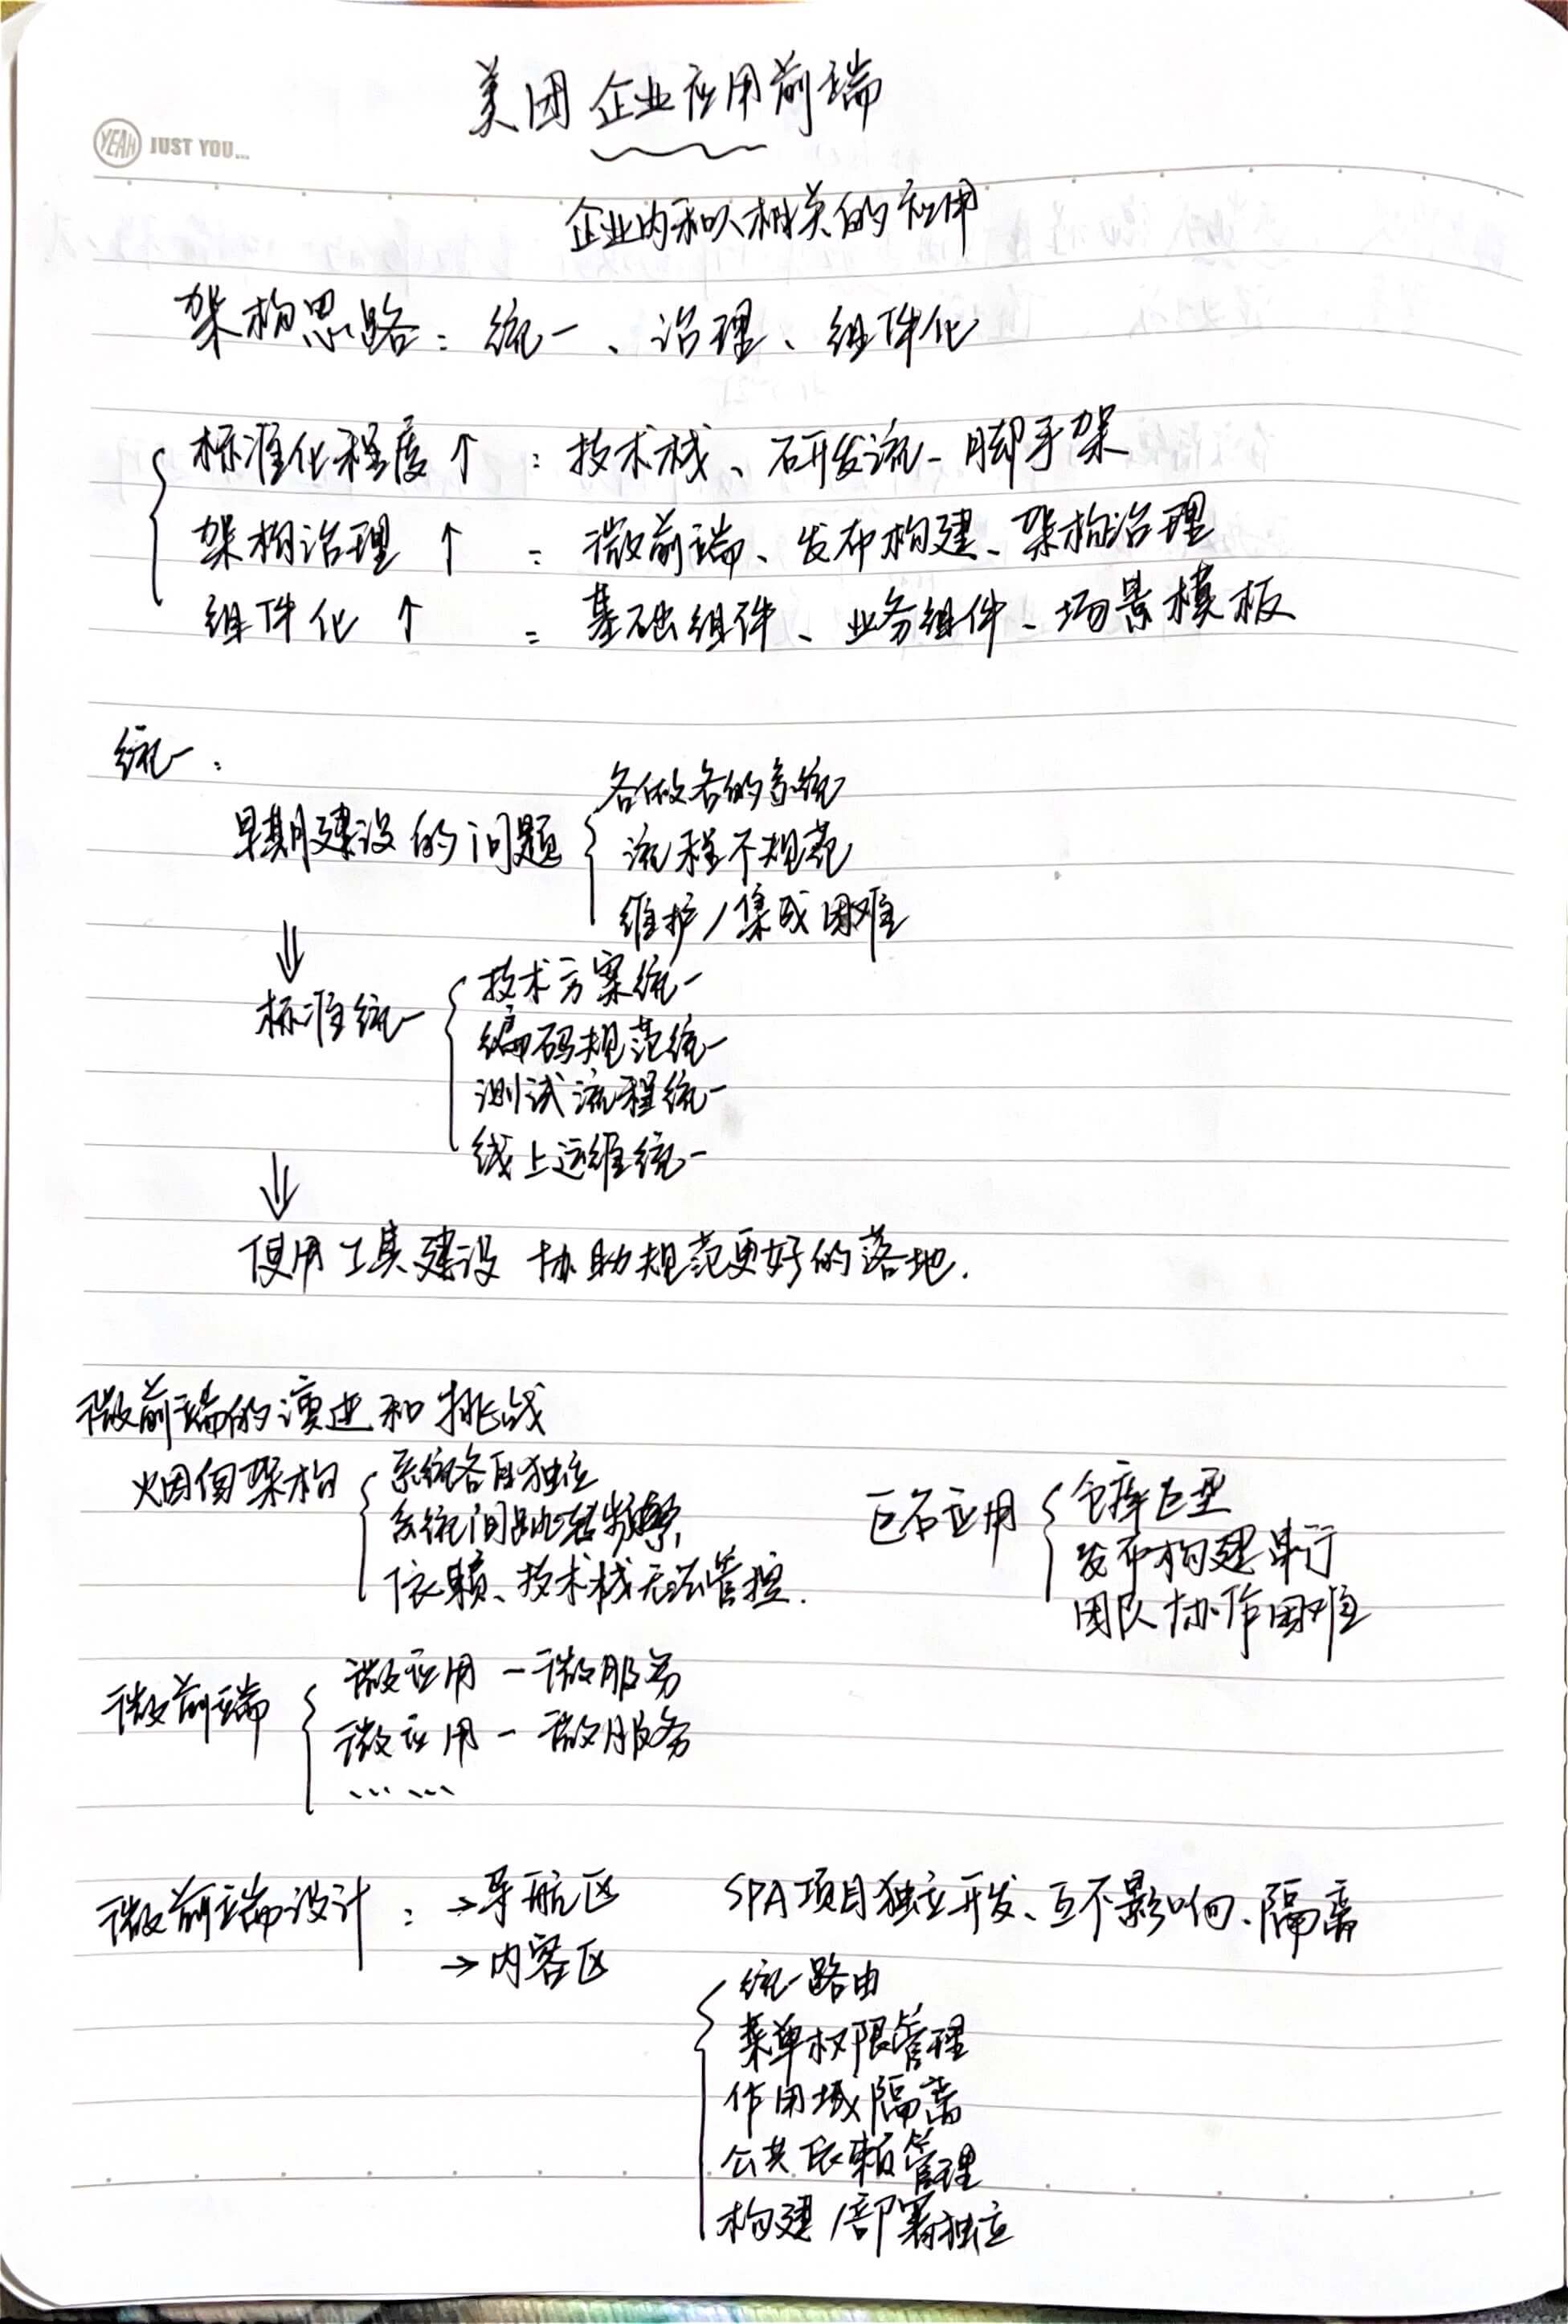 美团企业应用前端
YEAH JUST YOU...
企业内和人相关的应用
架构思路：统一、治理、组件化
标准化程度↑：技术栈、研发流、脚手架
架构治理↑：微前端、发布构建、架构治理
组件化↑：基础组件、业务组件、场景模板
统一：
早期建设的问题
各做各的系统
流程不规范
维护/集成困难
⇓
标准统一
技术方案统一
编码规范统一
测试流程统一
线上运维统一
⇓
使用工具建设 协助规范更好的落地.
微前端的演进和挑战
烟囱架构
系统各自独立
系统间跳转频繁
依赖、技术栈无法管控.
巨石应用
仓库巨型
发布构建串行
团队协作困难
微前端
微应用－微服务
微应用－微服务
……
微前端设计：
→导航区
→内容区
SPA项目独立开发、互不影响、隔离
统一路由
菜单权限管理
作用域隔离
公共依赖管理
构建/部署独立